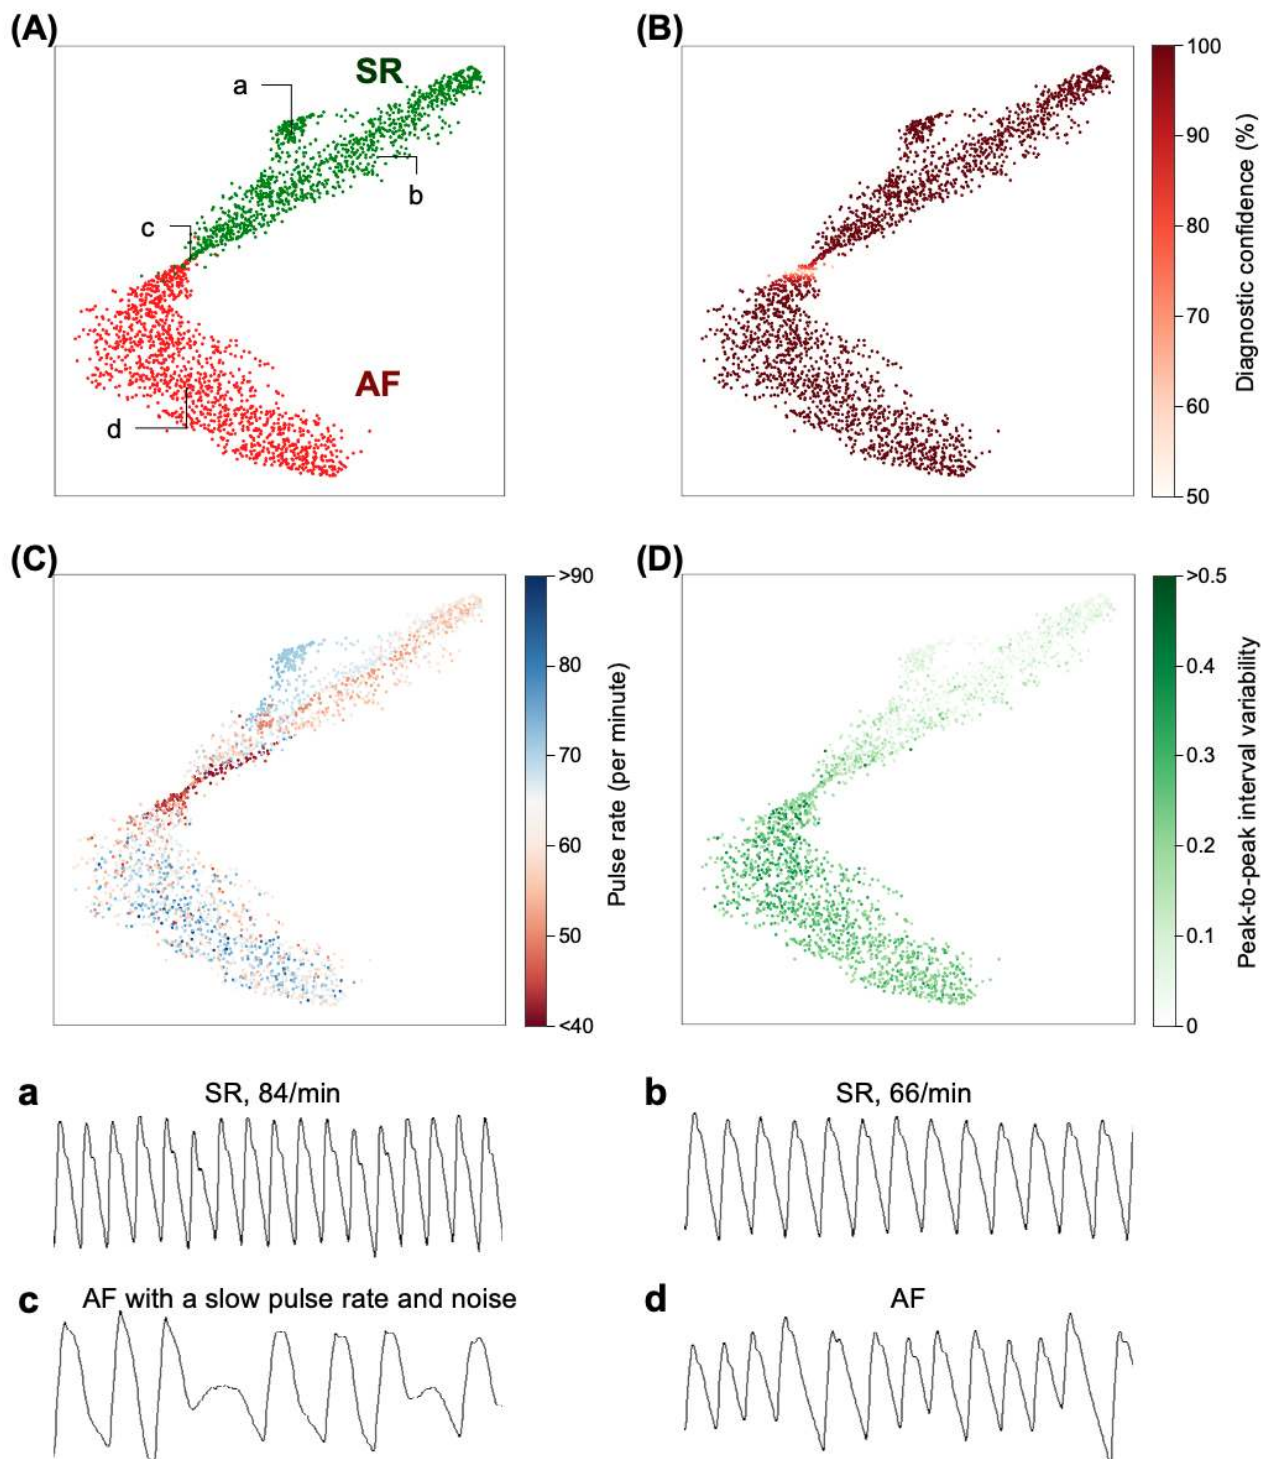 (A)
SR
a
b
c
AF
d
(B)
100
90
80
70
60
50
Diagnostic confidence (%)
(C)
>90
80
70
60
50
<40
Pulse rate (per minute)
(D)
>0.5
0.4
0.3
0.2
0.1
0
Peak-to-peak interval variability
a
SR, 84/min
b
SR, 66/min
c
AF with a slow pulse rate and noise
d
AF